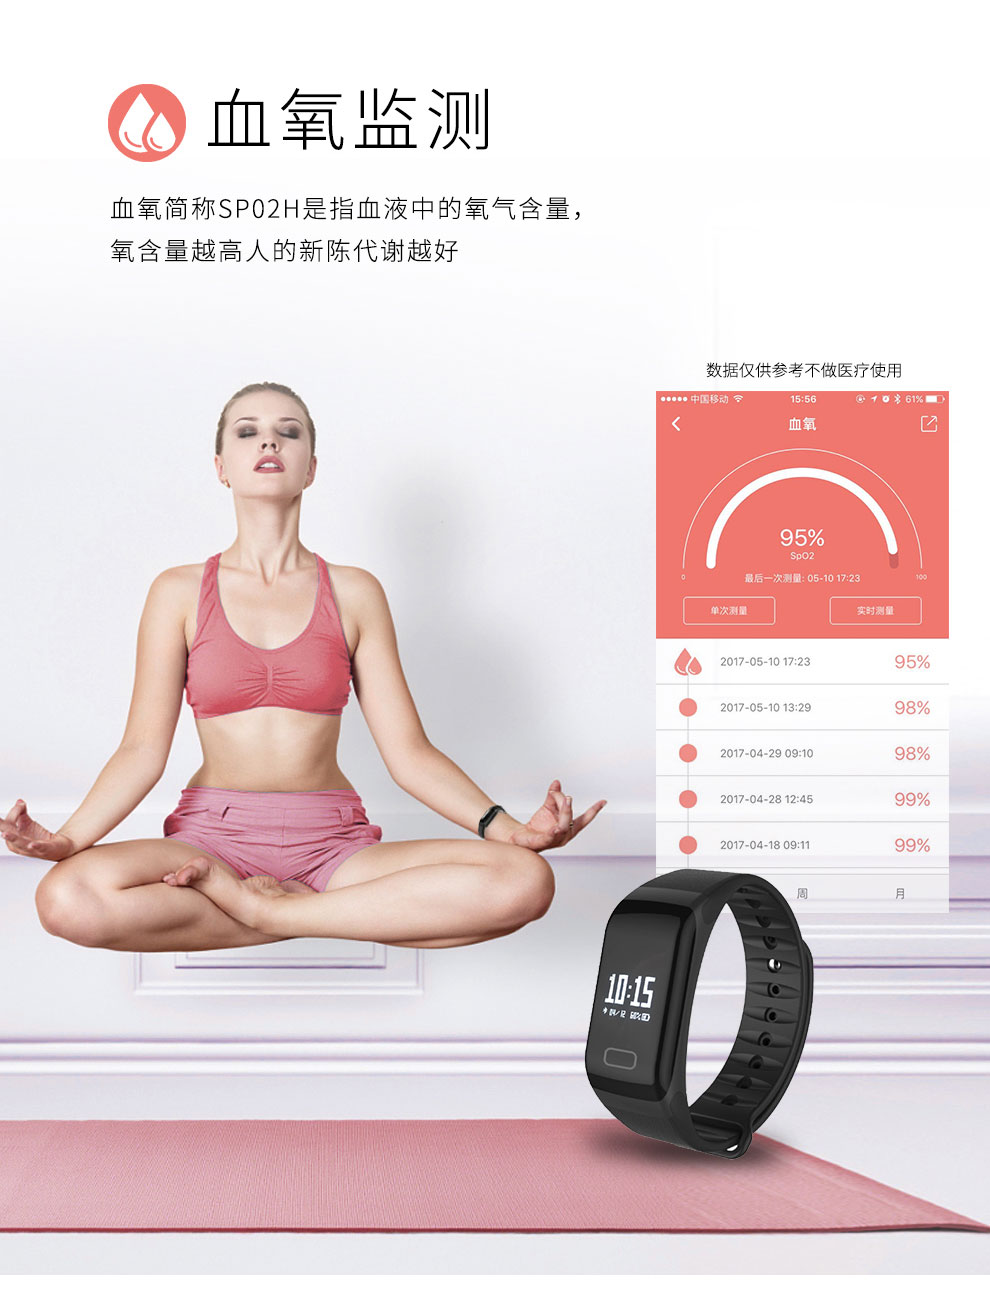 血氧监测
血氧简称SP02H是指血液中的氧气含量，
氧含量越高人的新陈代谢越好
数据仅供参考不做医疗使用
中国移动 15:56 61%
血氧
95%
SpO2
0 最后一次测量: 05-10 17:23 100
单次测量 实时测量
2017-05-10 17:23 95%
2017-05-10 13:29 98%
2017-04-29 09:10 98%
2017-04-28 12:45 99%
2017-04-18 09:11 99%
周 月
10:15